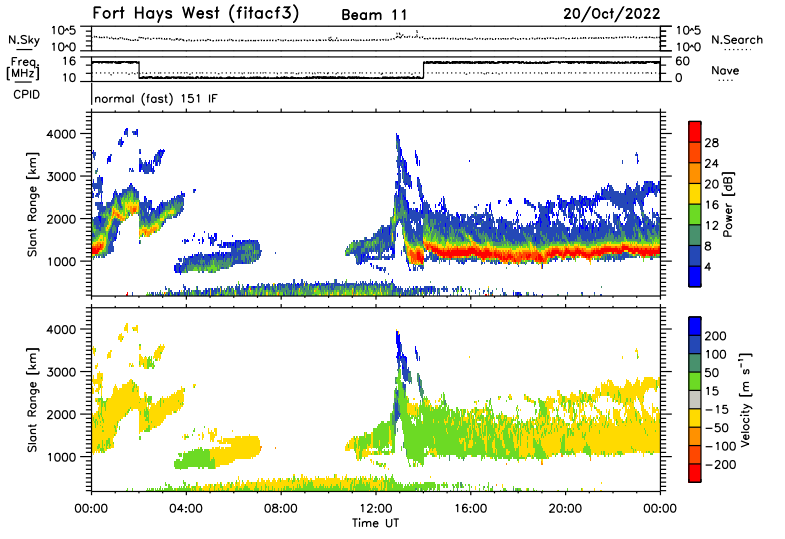 Fort Hays West (fitacf3) Beam 11 20/Oct/2022
N.Sky 10^5 10^0 10^5 10^0 N.Search
Freq. [MHz] 16 10 60 0 Nave
CPID normal (fast) 151 IF
Slant Range [km] 4000 3000 2000 1000
28 24 20 16 12 8 4 Power [dB]
Slant Range [km] 4000 3000 2000 1000
200 100 50 15 -15 -50 -100 -200 Velocity [m s⁻¹]
00:00 04:00 08:00 12:00 16:00 20:00 00:00
Time UT